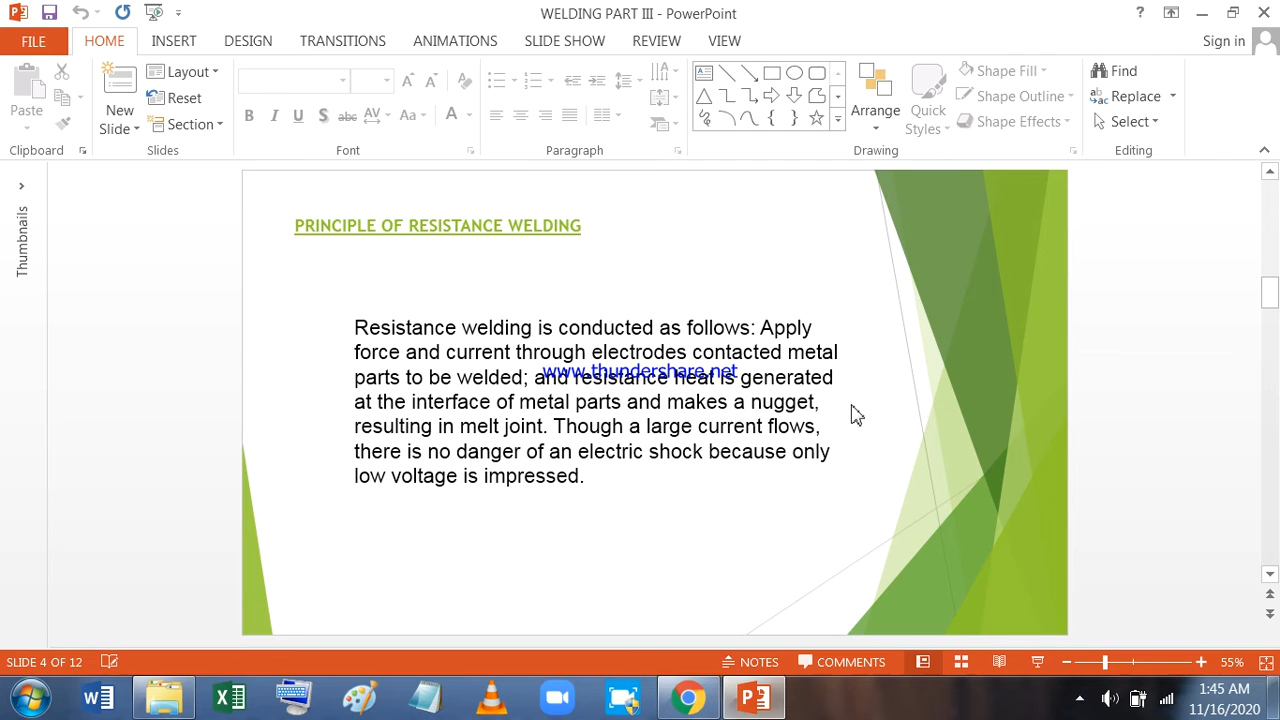 WELDING PART III - PowerPoint
?
FILE
HOME
INSERT
DESIGN
TRANSITIONS
ANIMATIONS
SLIDE SHOW
REVIEW
VIEW
Sign in
Paste
New
Slide
Layout
Reset
Section
B I U S abc AV Aa A
Arrange
Quick
Styles
Shape Fill
Shape Outline
Shape Effects
Find
Replace
Select
Clipboard
Slides
Font
Paragraph
Drawing
Editing
Thumbnails
PRINCIPLE OF RESISTANCE WELDING
Resistance welding is conducted as follows: Apply
force and current through electrodes contacted metal
www.thundershare.net
parts to be welded; and resistance heat is generated
at the interface of metal parts and makes a nugget,
resulting in melt joint. Though a large current flows,
there is no danger of an electric shock because only
low voltage is impressed.
SLIDE 4 OF 12
NOTES
COMMENTS
55%
1:45 AM
11/16/2020